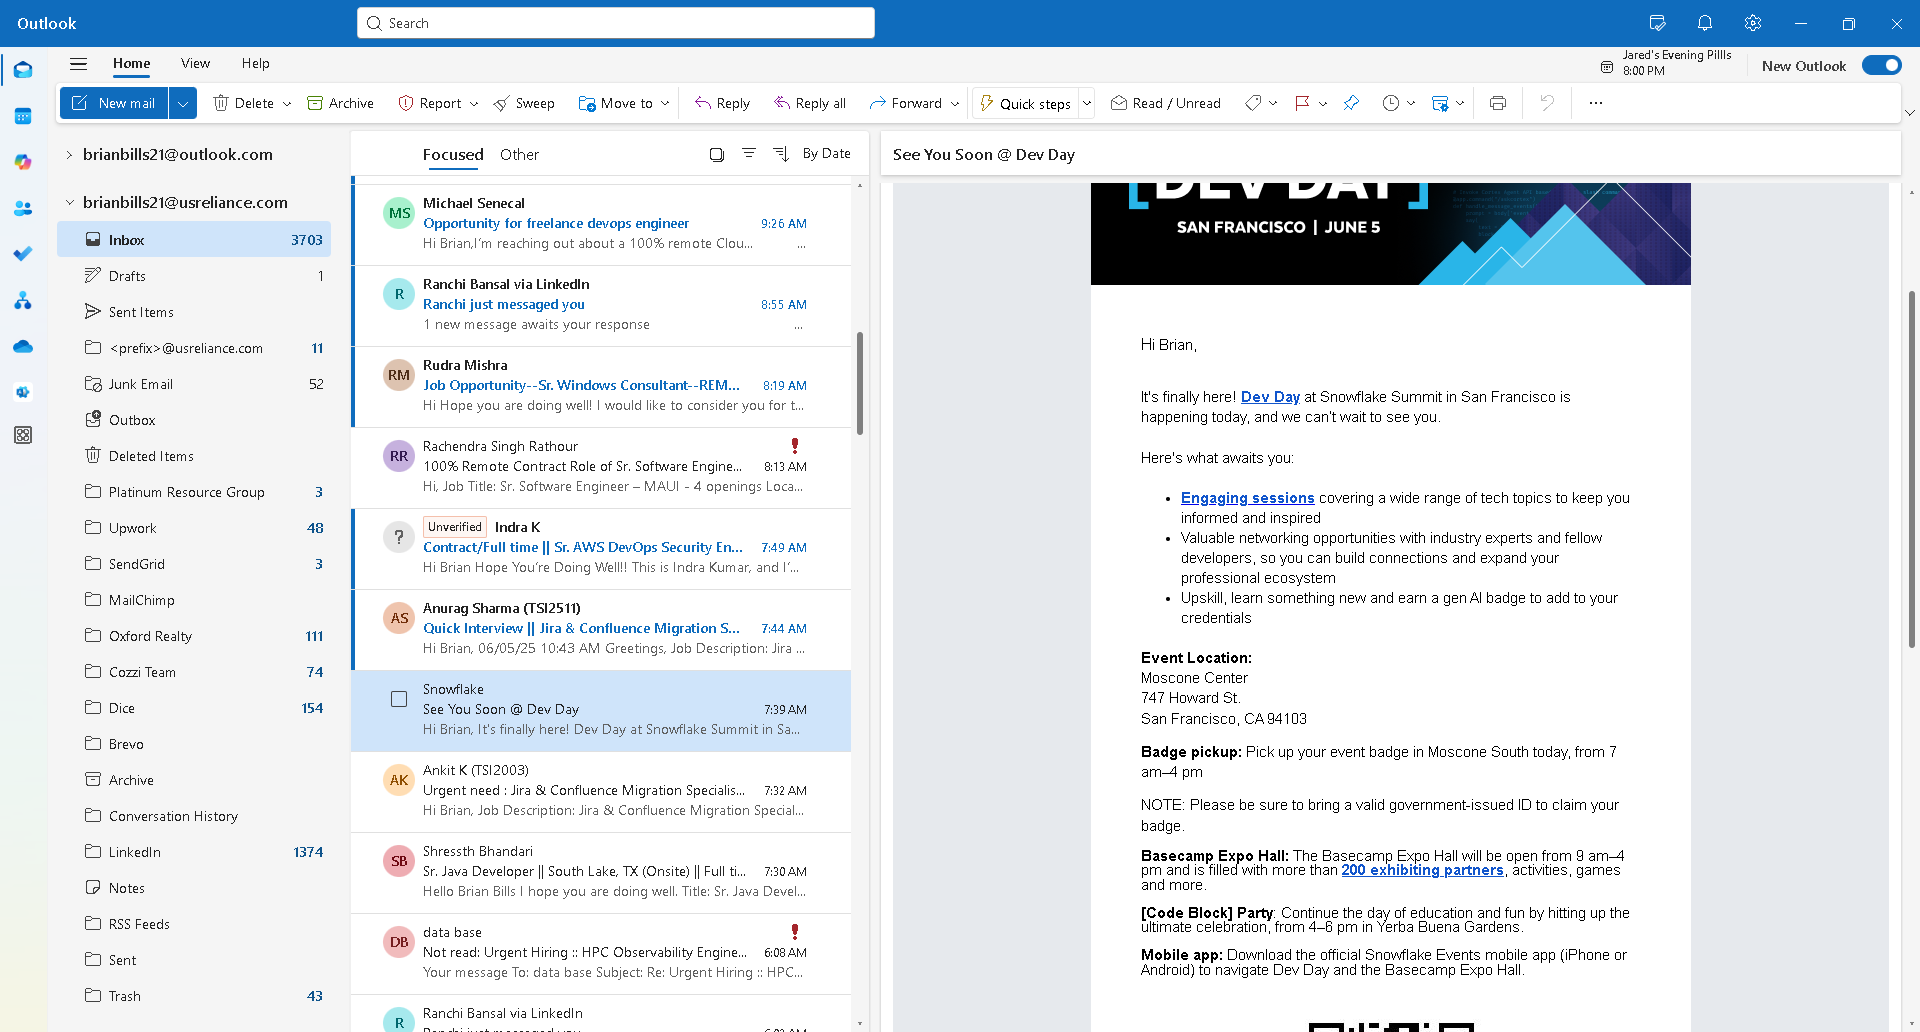 Outlook
Search
Jared's Evening Pillls
8:00 PM
New Outlook
Home
View
Help
New mail
Delete
Archive
Report
Sweep
Move to
Reply
Reply all
Forward
Quick steps
Read / Unread
brianbills21@outlook.com
brianbills21@usreliance.com
Inbox 3703
Drafts 1
Sent Items
<prefix>@usreliance.com 11
Junk Email 52
Outbox
Deleted Items
Platinum Resource Group 3
Upwork 48
SendGrid 3
MailChimp
Oxford Realty 111
Cozzi Team 74
Dice 154
Brevo
Archive
Conversation History
LinkedIn 1374
Notes
RSS Feeds
Sent
Trash 43
Focused Other By Date
MS
Michael Senecal
Opportunity for freelance devops engineer 9:26 AM
Hi Brian,I'm reaching out about a 100% remote Clou... ...
R
Ranchi Bansal via LinkedIn
Ranchi just messaged you 8:55 AM
1 new message awaits your response ...
RM
Rudra Mishra
Job Opportunity--Sr. Windows Consultant--REM... 8:19 AM
Hi Hope you are doing well! I would like to consider you for t...
RR
Rachendra Singh Rathour
100% Remote Contract Role of Sr. Software Engine... 8:13 AM
Hi, Job Title: Sr. Software Engineer – MAUI - 4 openings Loca...
?
Unverified Indra K
Contract/Full time || Sr. AWS DevOps Security En... 7:49 AM
Hi Brian Hope You're Doing Well!! This is Indra Kumar, and I'...
AS
Anurag Sharma (TSI2511)
Quick Interview || Jira & Confluence Migration S... 7:44 AM
Hi Brian, 06/05/25 10:43 AM Greetings, Job Description: Jira ...
Snowflake
See You Soon @ Dev Day 7:39 AM
Hi Brian, It's finally here! Dev Day at Snowflake Summit in Sa...
AK
Ankit K (TSI2003)
Urgent need : Jira & Confluence Migration Specialis... 7:32 AM
Hi Brian, Job Description: Jira & Confluence Migration Special...
SB
Shressth Bhandari
Sr. Java Developer || South Lake, TX (Onsite) || Full ti... 7:30 AM
Hello Brian Bills I hope you are doing well. Title: Sr. Java Devel...
DB
data base
Not read: Urgent Hiring :: HPC Observability Engine... 6:08 AM
Your message To: data base Subject: Re: Urgent Hiring :: HPC...
R
Ranchi Bansal via LinkedIn
See You Soon @ Dev Day
[DEV DAY]
SAN FRANCISCO | JUNE 5
Hi Brian,
It's finally here! Dev Day at Snowflake Summit in San Francisco is
happening today, and we can't wait to see you.
Here's what awaits you:
• Engaging sessions covering a wide range of tech topics to keep you
informed and inspired
• Valuable networking opportunities with industry experts and fellow
developers, so you can build connections and expand your
professional ecosystem
• Upskill, learn something new and earn a gen AI badge to add to your
credentials
Event Location:
Moscone Center
747 Howard St.
San Francisco, CA 94103
Badge pickup: Pick up your event badge in Moscone South today, from 7
am–4 pm
NOTE: Please be sure to bring a valid government-issued ID to claim your
badge.
Basecamp Expo Hall: The Basecamp Expo Hall will be open from 9 am–4
pm and is filled with more than 200 exhibiting partners, activities, games
and more.
[Code Block] Party: Continue the day of education and fun by hitting up the
ultimate celebration, from 4–6 pm in Yerba Buena Gardens.
Mobile app: Download the official Snowflake Events mobile app (iPhone or
Android) to navigate Dev Day and the Basecamp Expo Hall.